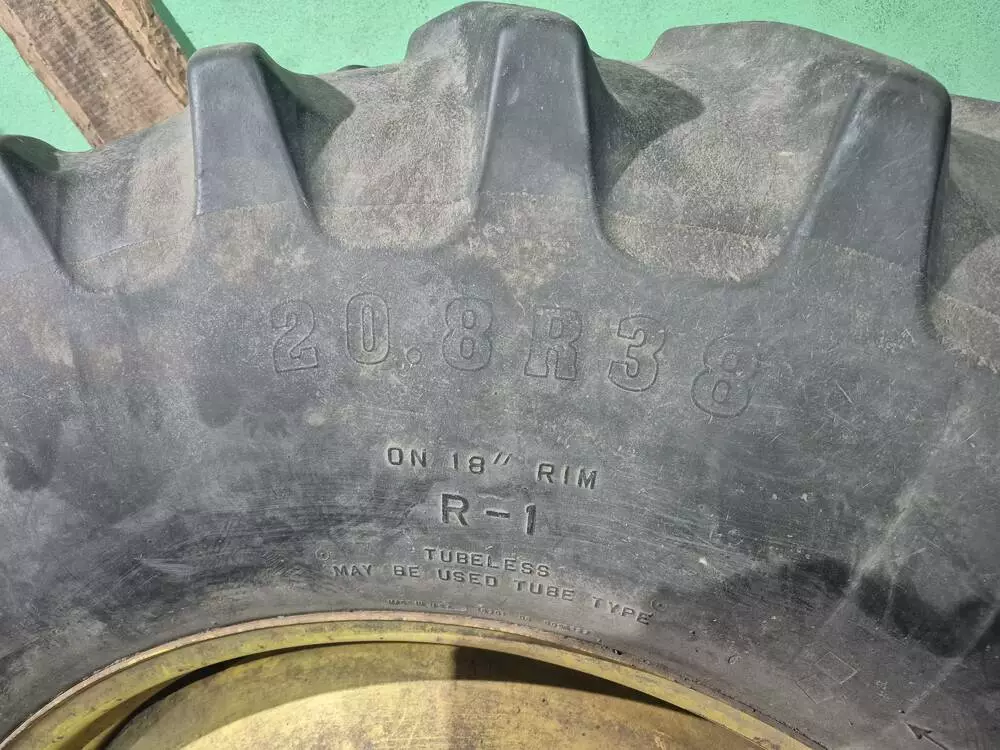 20.8R38
ON 18" RIM
R-1
TUBELESS
MAY BE USED TUBE TYPE